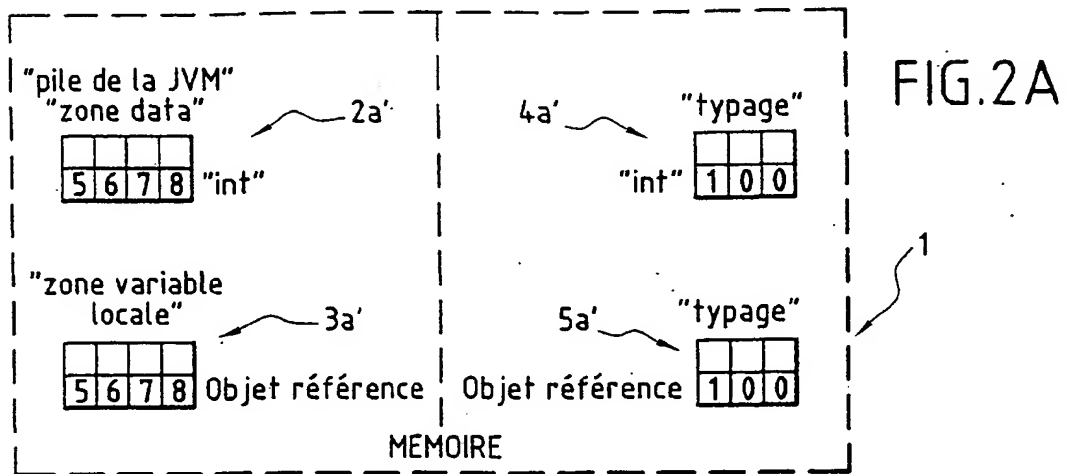 FIG.2A
"pile de la JVM"
"zone data"
2a'
5 6 7 8 "int"
4a'
"typage"
"int" 1 0 0
1
"zone variable
locale"
3a'
5 6 7 8 Objet référence
5a'
"typage"
Objet référence 1 0 0
MEMOIRE